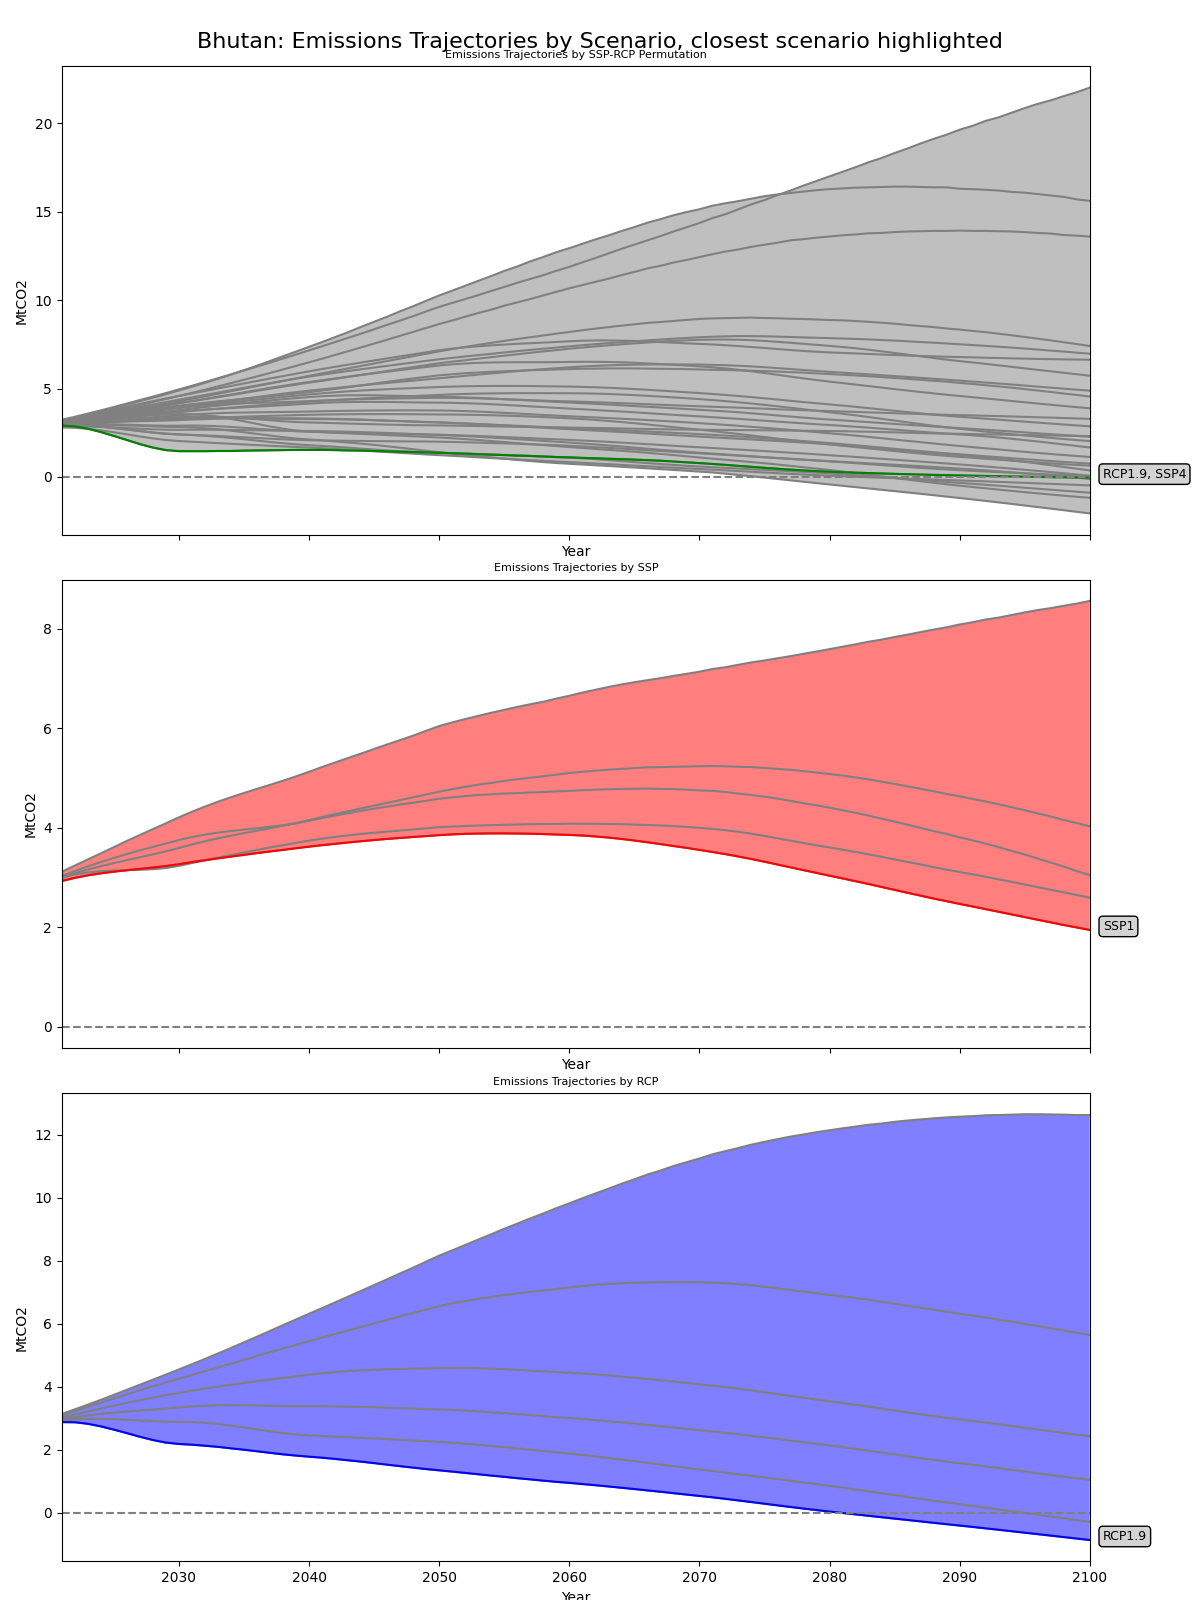 Bhutan: Emissions Trajectories by Scenario, closest scenario highlighted
Emissions Trajectories by SSP-RCP Permutation
20
15
10
5
0
MtCO2
RCP1.9, SSP4
Year
Emissions Trajectories by SSP
8
6
4
2
0
MtCO2
SSP1
Year
Emissions Trajectories by RCP
12
10
8
6
4
2
0
MtCO2
RCP1.9
2030 2040 2050 2060 2070 2080 2090 2100
Year